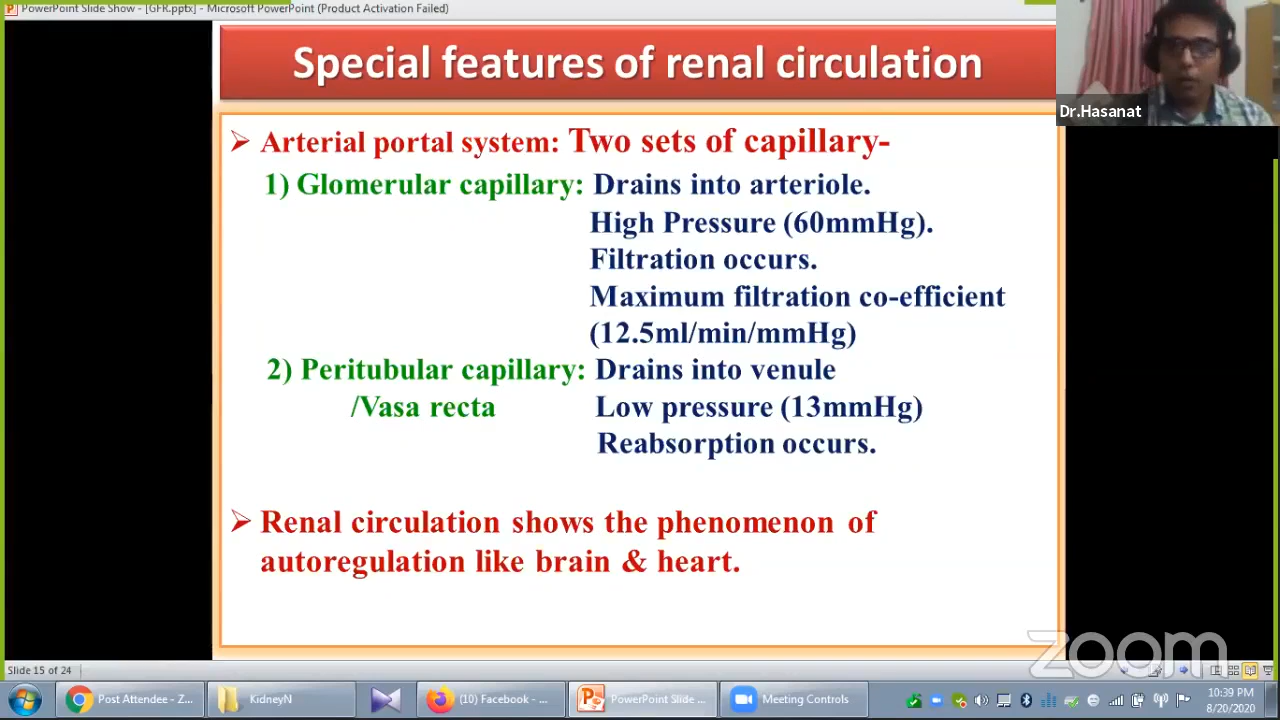 PowerPoint Slide Show - [GFR.pptx] - Microsoft PowerPoint (Product Activation Failed)
Special features of renal circulation
Dr.Hasanat
➢ Arterial portal system: Two sets of capillary-
1) Glomerular capillary: Drains into arteriole.
High Pressure (60mmHg).
Filtration occurs.
Maximum filtration co-efficient
(12.5ml/min/mmHg)
2) Peritubular capillary: Drains into venule
/Vasa recta Low pressure (13mmHg)
Reabsorption occurs.
➢ Renal circulation shows the phenomenon of
autoregulation like brain & heart.
zoom
Slide 15 of 24
Post Attendee - Z... KidneyN (10) Facebook - ... PowerPoint Slide ... Meeting Controls
10:39 PM
8/20/2020